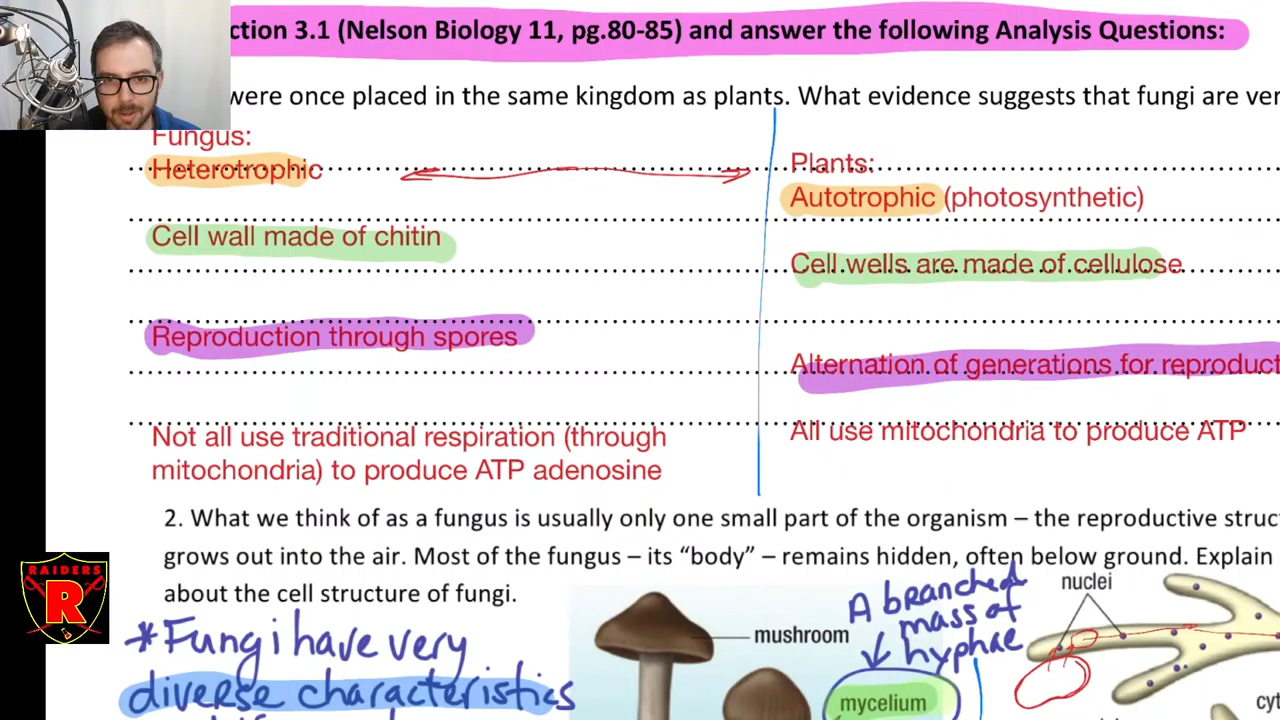 ction 3.1 (Nelson Biology 11, pg.80-85) and answer the following Analysis Questions:
were once placed in the same kingdom as plants. What evidence suggests that fungi are ver
Fungus:
Heterotrophic
Cell wall made of chitin
Reproduction through spores
Not all use traditional respiration (through
mitochondria) to produce ATP adenosine
Plants:
Autotrophic (photosynthetic)
Cell wells are made of cellulose
Alternation of generations for reproduct
All use mitochondria to produce ATP
2. What we think of as a fungus is usually only one small part of the organism – the reproductive struct
grows out into the air. Most of the fungus – its “body” – remains hidden, often below ground. Explain
about the cell structure of fungi.
*Fungi have very
diverse characteristics
mushroom
A branched
mass of
hyphae
mycelium
nuclei
cyt
RAIDERS
R